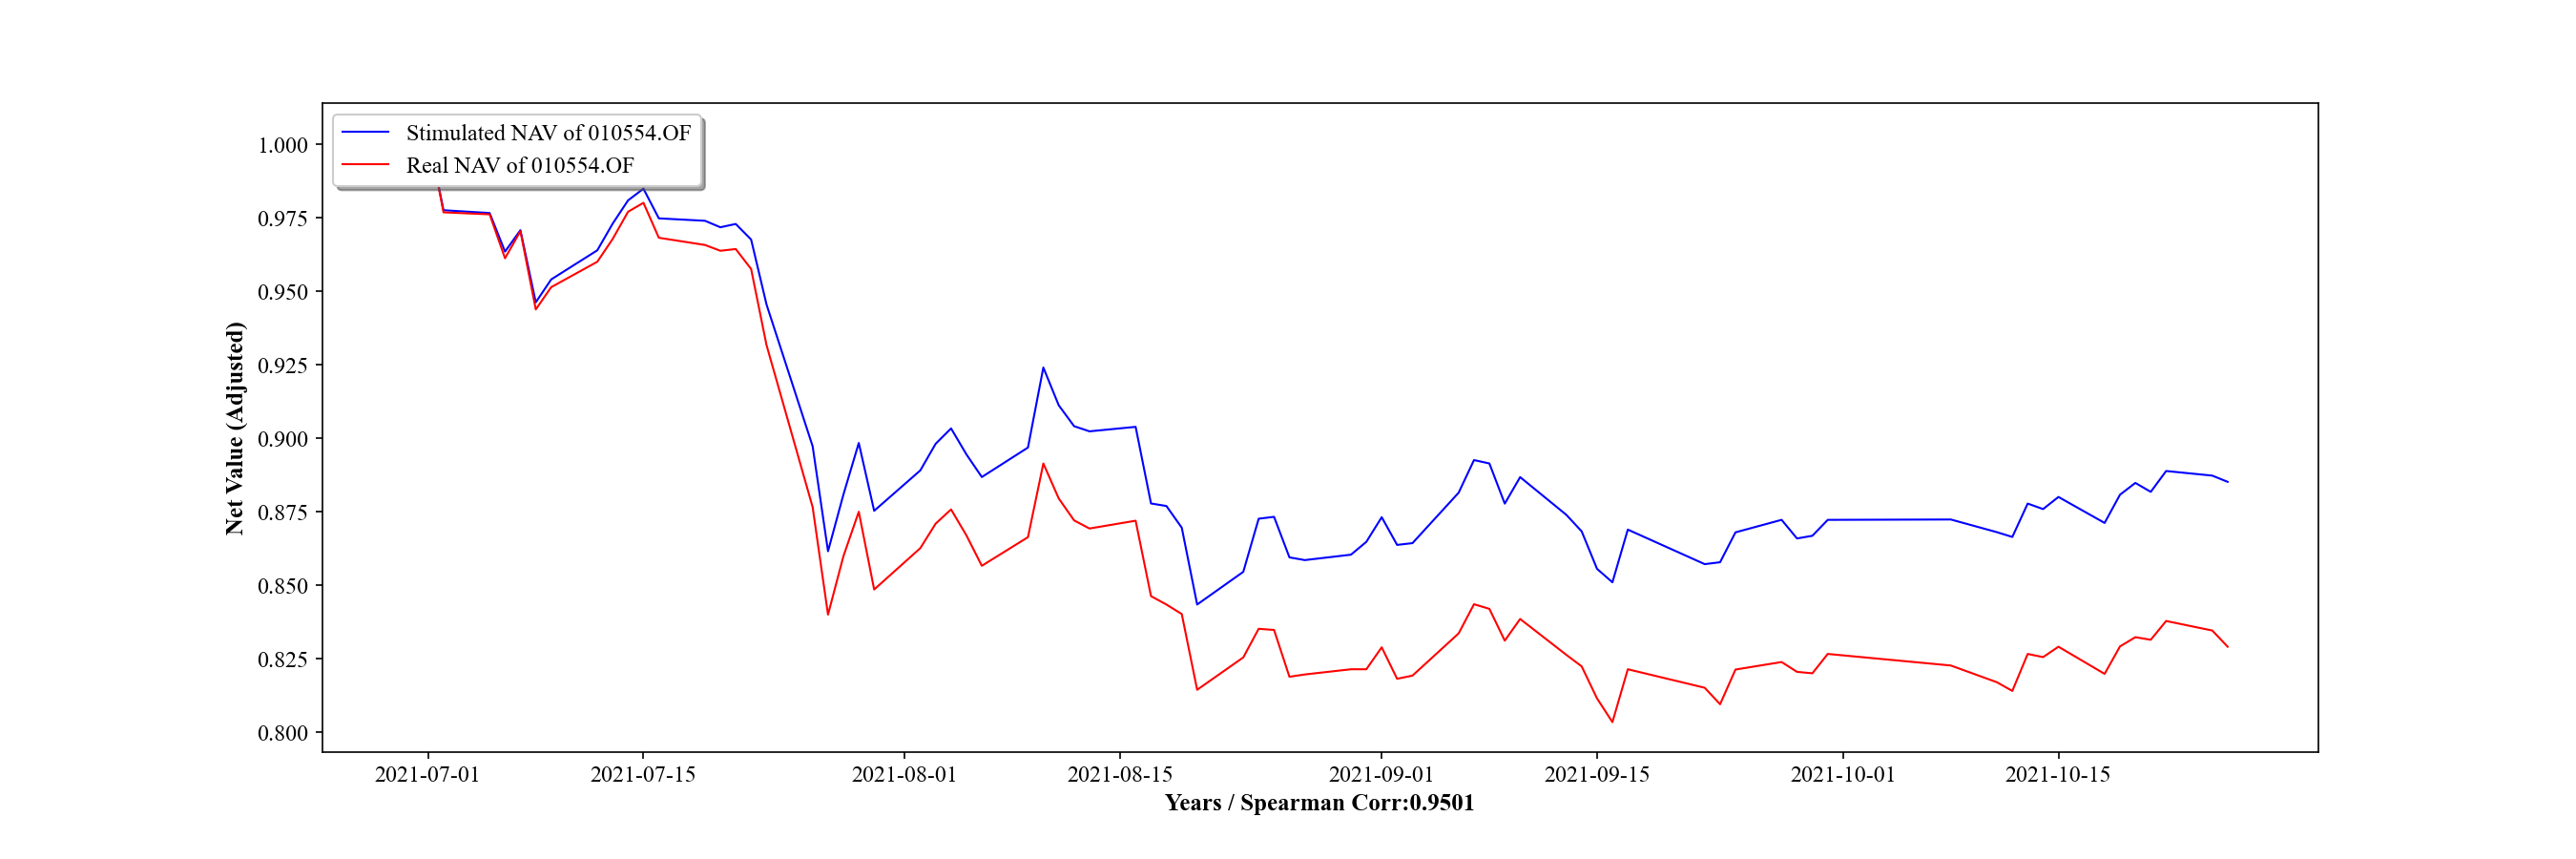 Stimulated NAV of 010554.OF
Real NAV of 010554.OF
1.000
0.975
0.950
0.925
0.900
0.875
0.850
0.825
0.800
Net Value (Adjusted)
2021-07-01 2021-07-15 2021-08-01 2021-08-15 2021-09-01 2021-09-15 2021-10-01 2021-10-15
Years / Spearman Corr:0.9501